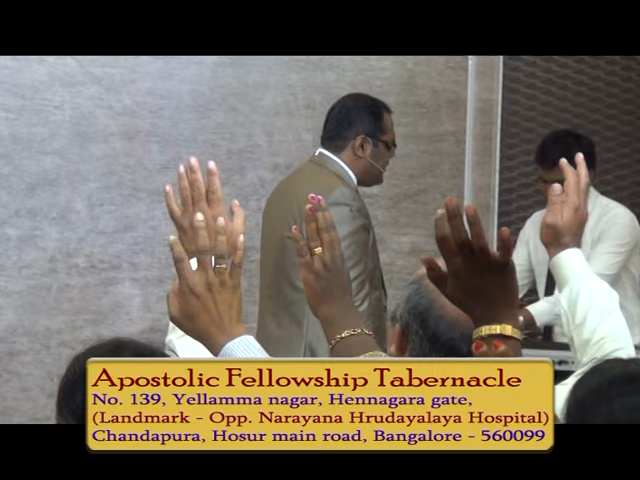 Apostolic Fellowship Tabernacle
No. 139, Yellamma nagar, Hennagara gate,
(Landmark - Opp. Narayana Hrudayalaya Hospital)
Chandapura, Hosur main road, Bangalore - 560099